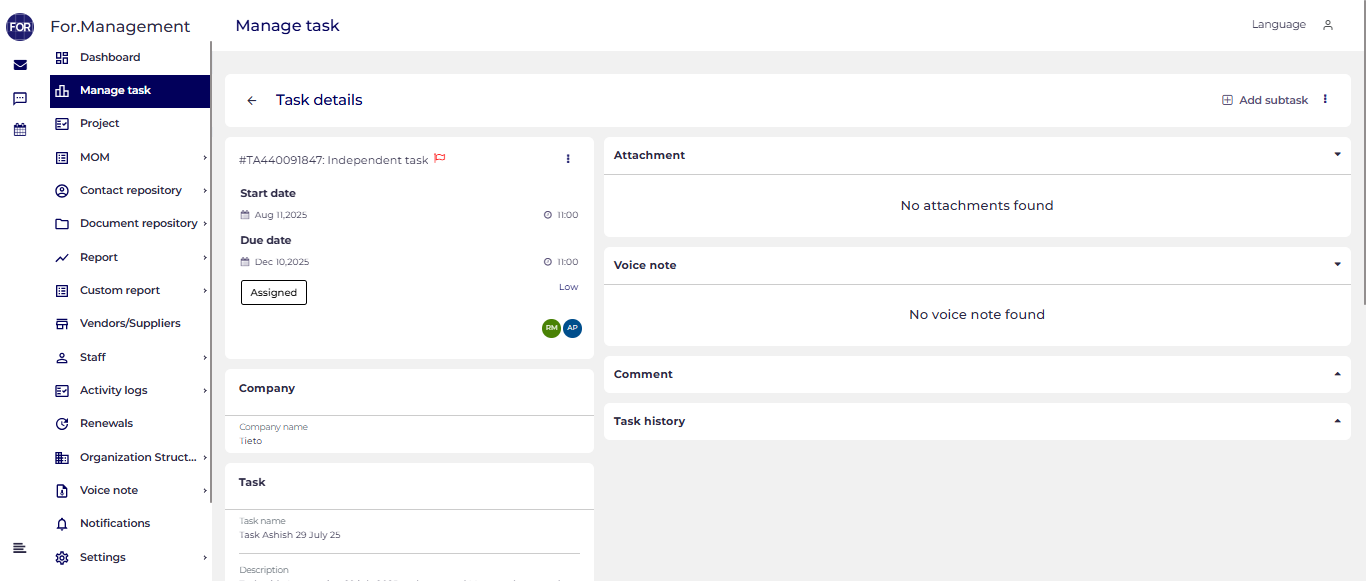 FOR
For.Management
Dashboard
Manage task
Project
MOM
Contact repository
Document repository
Report
Custom report
Vendors/Suppliers
Staff
Activity logs
Renewals
Organization Struct...
Voice note
Notifications
Settings
Manage task
Language
Task details
Add subtask
#TA440091847: Independent task
Start date
Aug 11,2025
11:00
Due date
Dec 10,2025
11:00
Assigned
Low
RM
AP
Company
Company name
Tieto
Task
Task name
Task Ashish 29 July 25
Description
Attachment
No attachments found
Voice note
No voice note found
Comment
Task history